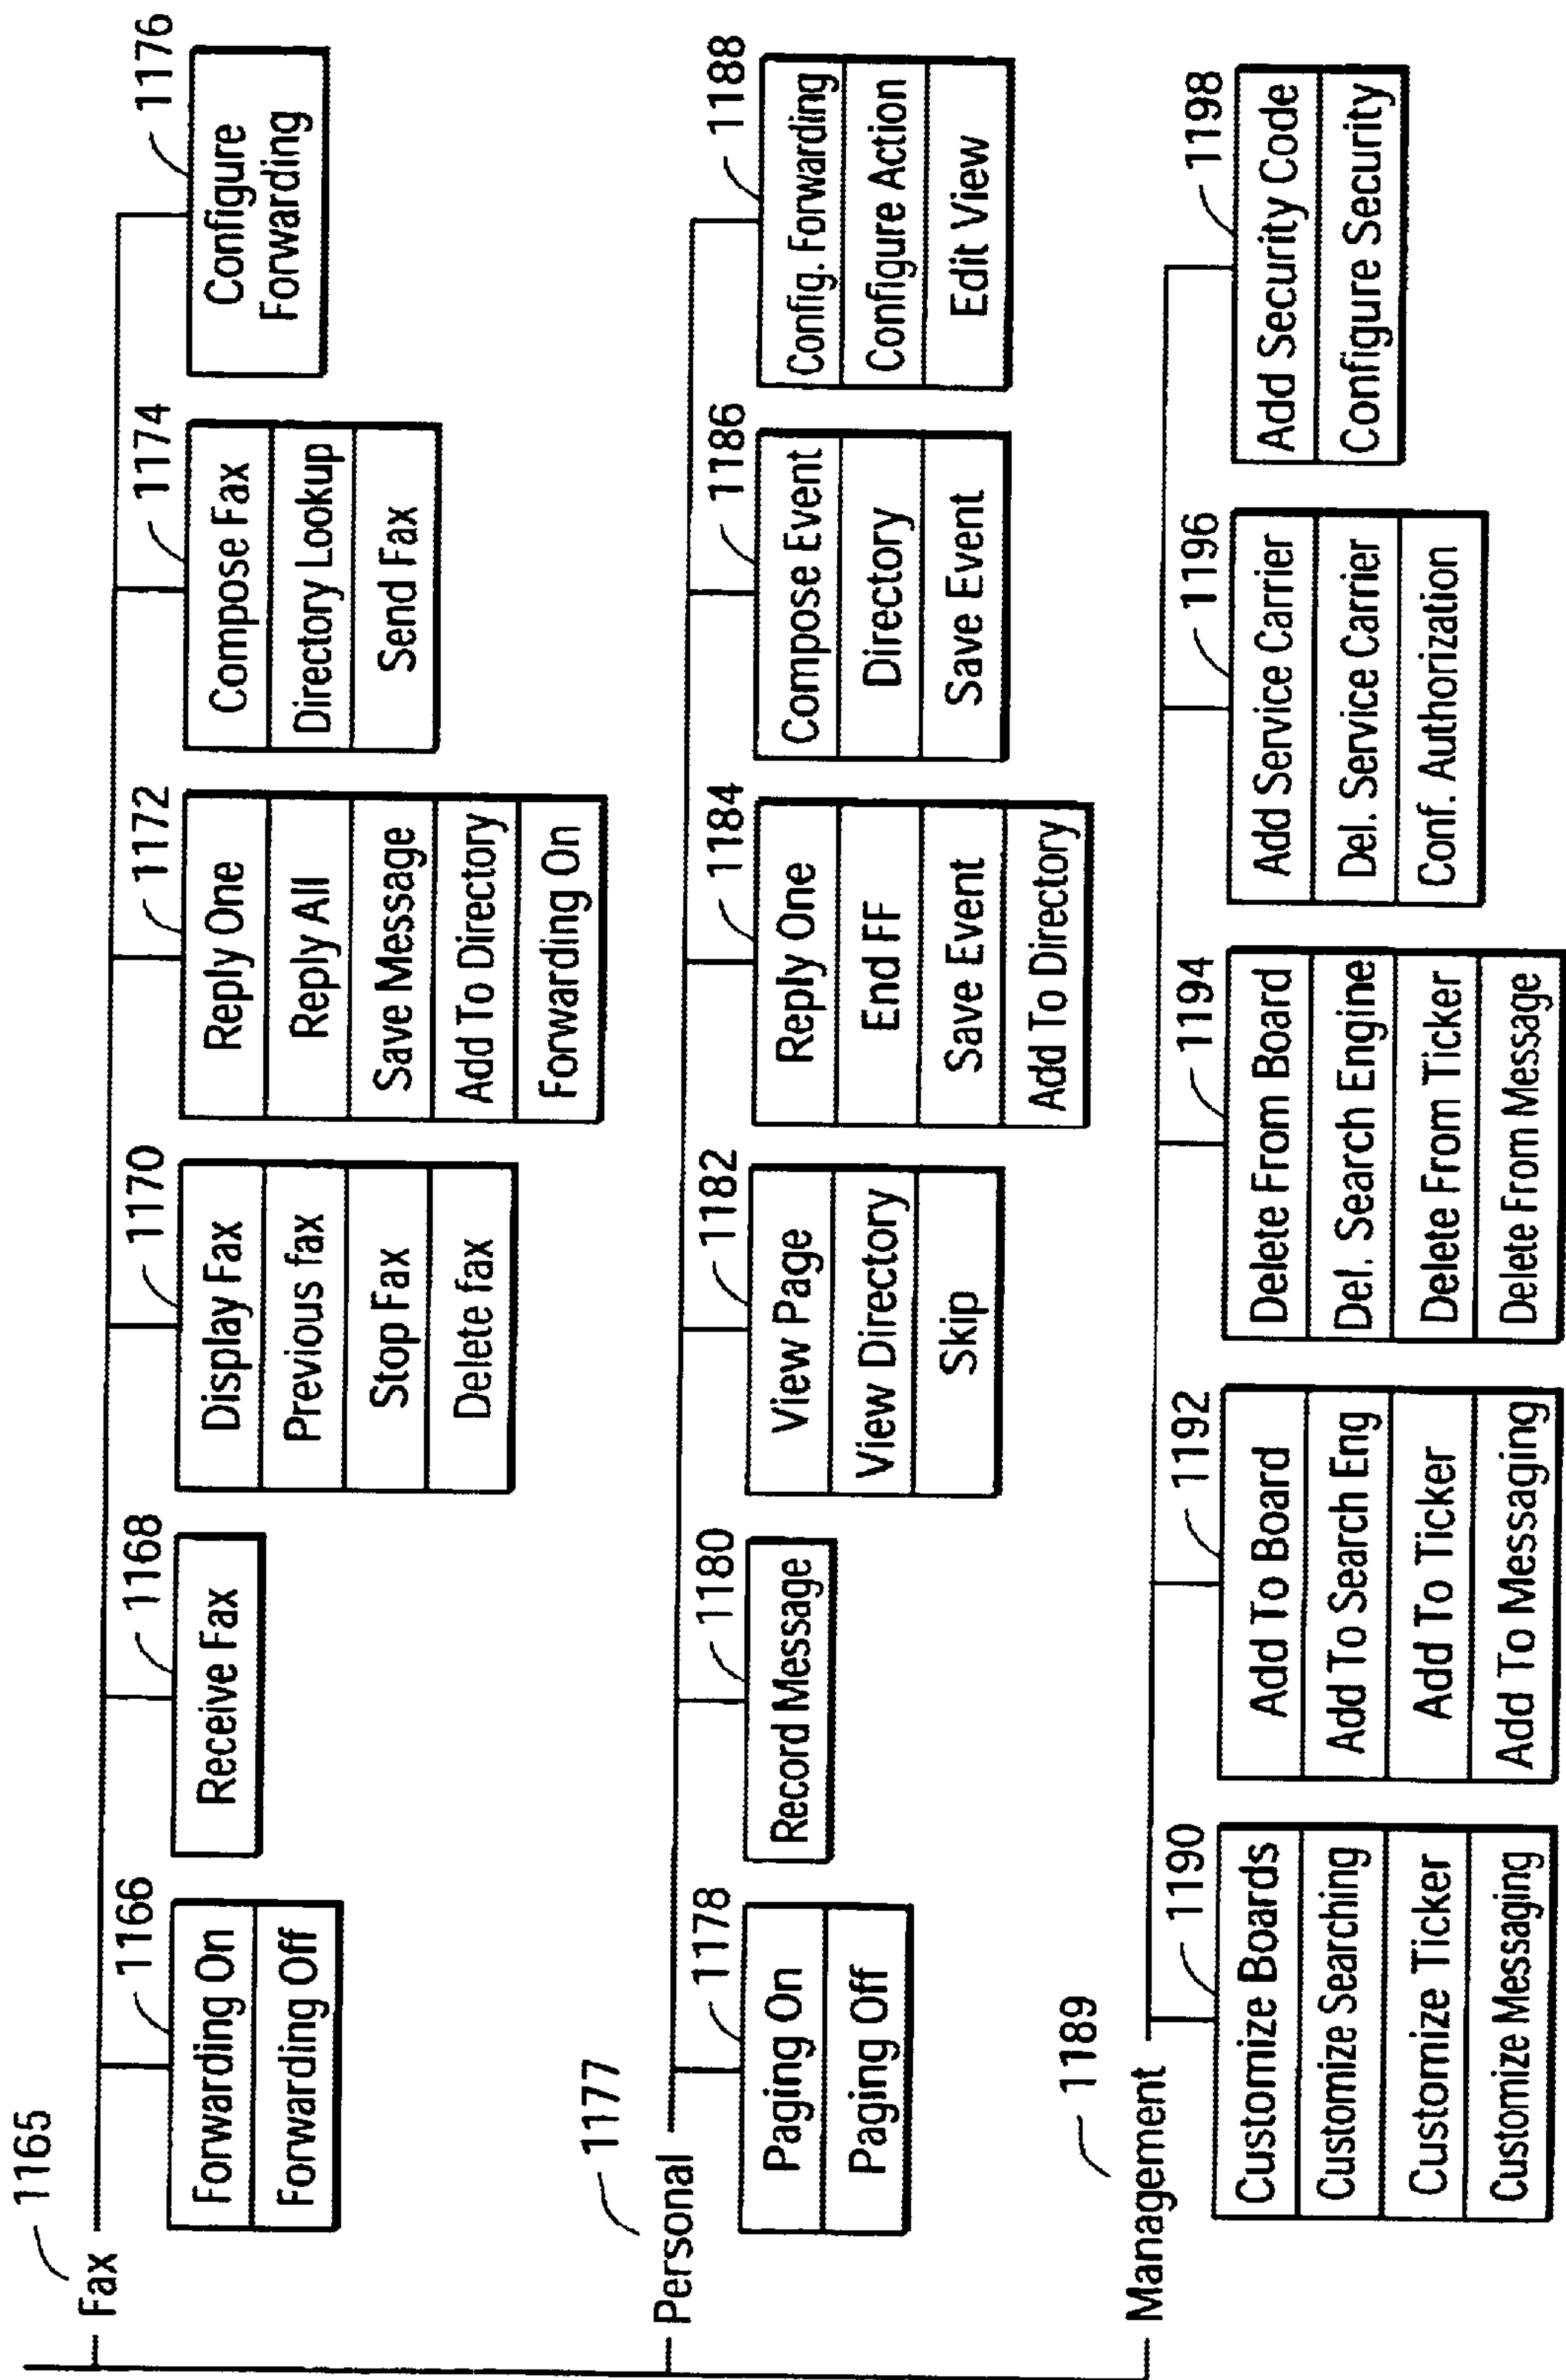 1165
Fax
1166
Forwarding On
Forwarding Off
1168
Receive Fax
1170
Display Fax
Previous fax
Stop Fax
Delete fax
1172
Reply One
Reply All
Save Message
Add To Directory
Forwarding On
1174
Compose Fax
Directory Lookup
Send Fax
1176
Configure
Forwarding
1177
Personal
1178
Paging On
Paging Off
1180
Record Message
1182
View Page
View Directory
Skip
1184
Reply One
End FF
Save Event
Add To Directory
1186
Compose Event
Directory
Save Event
1188
Config. Forwarding
Configure Action
Edit View
1189
Management
1190
Customize Boards
Customize Searching
Customize Ticker
Customize Messaging
1192
Add To Board
Add To Search Eng
Add To Ticker
Add To Messaging
1194
Delete From Board
Del. Search Engine
Delete From Ticker
Delete From Message
1196
Add Service Carrier
Del. Service Carrier
Conf. Authorization
1198
Add Security Code
Configure Security